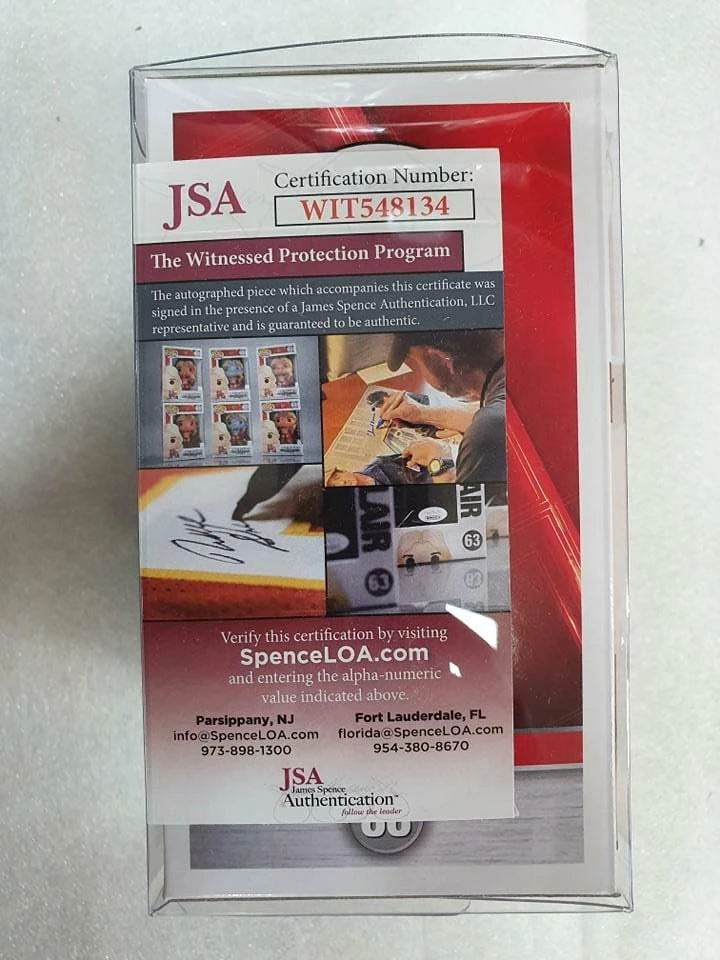 JSA
Certification Number:
WIT548134
The Witnessed Protection Program
The autographed piece which accompanies this certificate was
signed in the presence of a James Spence Authentication, LLC
representative and is guaranteed to be authentic.
LAIR
63
AIR
63
63
Verify this certification by visiting
SpenceLOA.com
and entering the alpha-numeric
value indicated above.
Parsippany, NJ
info@SpenceLOA.com
973-898-1300
Fort Lauderdale, FL
florida@SpenceLOA.com
954-380-8670
JSA
James Spence
Authentication™
follow the leader